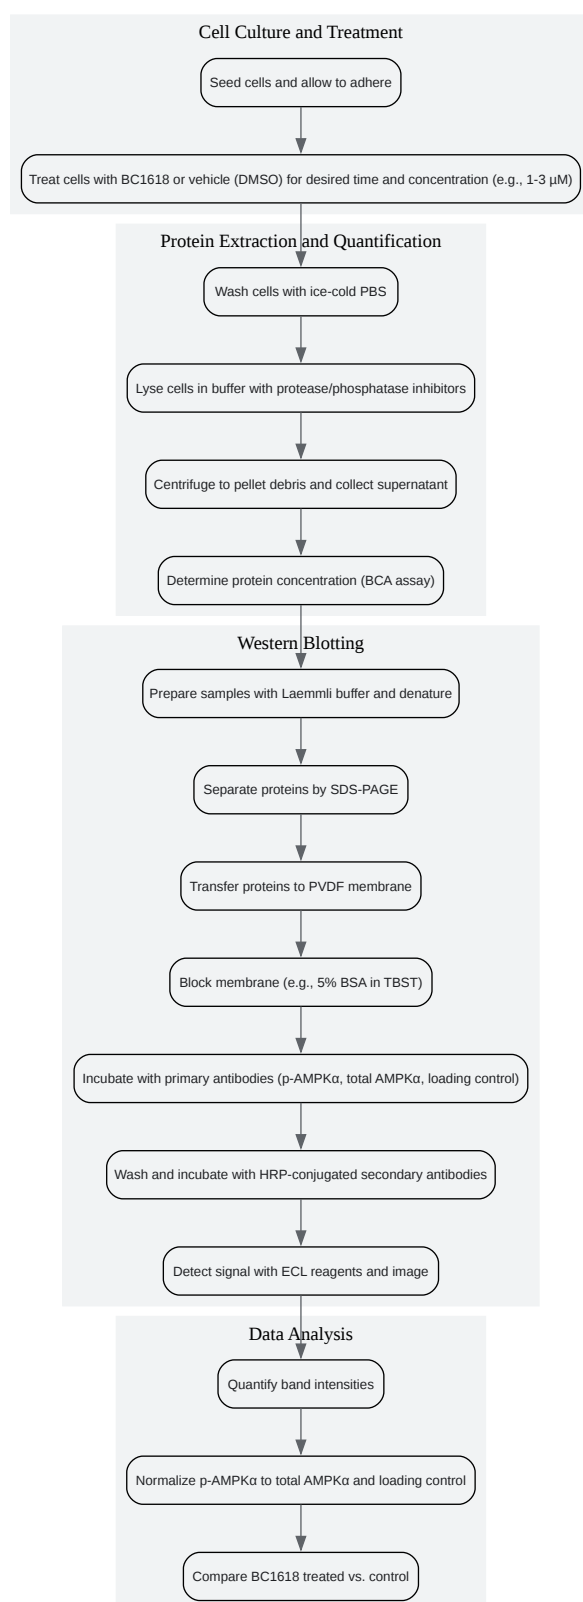 Cell Culture and Treatment
Seed cells and allow to adhere
Treat cells with BC1618 or vehicle (DMSO) for desired time and concentration (e.g., 1-3 µM)
Protein Extraction and Quantification
Wash cells with ice-cold PBS
Lyse cells in buffer with protease/phosphatase inhibitors
Centrifuge to pellet debris and collect supernatant
Determine protein concentration (BCA assay)
Western Blotting
Prepare samples with Laemmli buffer and denature
Separate proteins by SDS-PAGE
Transfer proteins to PVDF membrane
Block membrane (e.g., 5% BSA in TBST)
Incubate with primary antibodies (p-AMPKα, total AMPKα, loading control)
Wash and incubate with HRP-conjugated secondary antibodies
Detect signal with ECL reagents and image
Data Analysis
Quantify band intensities
Normalize p-AMPKα to total AMPKα and loading control
Compare BC1618 treated vs. control